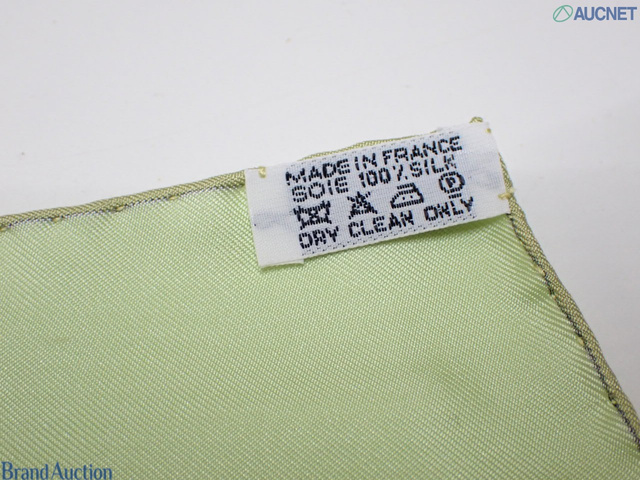 AUCNET
MADE IN FRANCE
SOIE 100% SILK
DRY CLEAN ONLY
Brand Auction